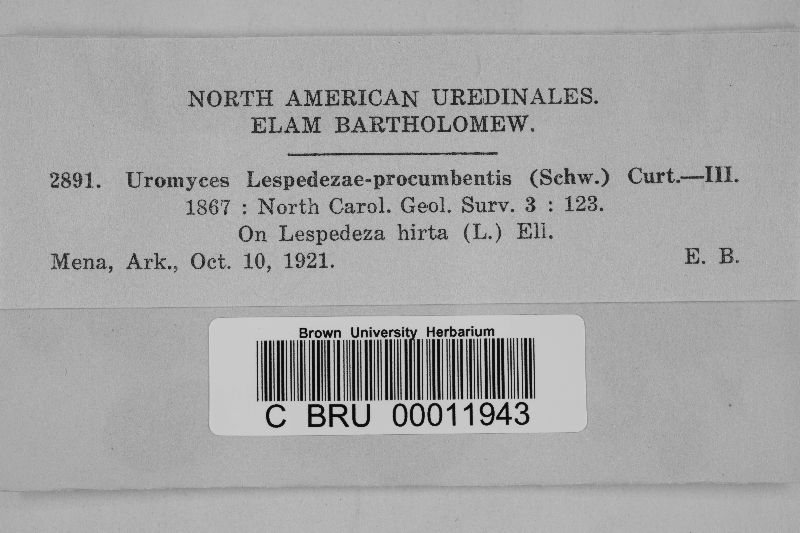 NORTH AMERICAN UREDINALES.
ELAM BARTHOLOMEW.
2891. Uromyces Lespedezae-procumbentis (Schw.) Curt.—III.
1867 : North Carol. Geol. Surv. 3 : 123.
On Lespedeza hirta (L.) Ell.
Mena, Ark., Oct. 10, 1921. E. B.
Brown University Herbarium
C BRU 00011943